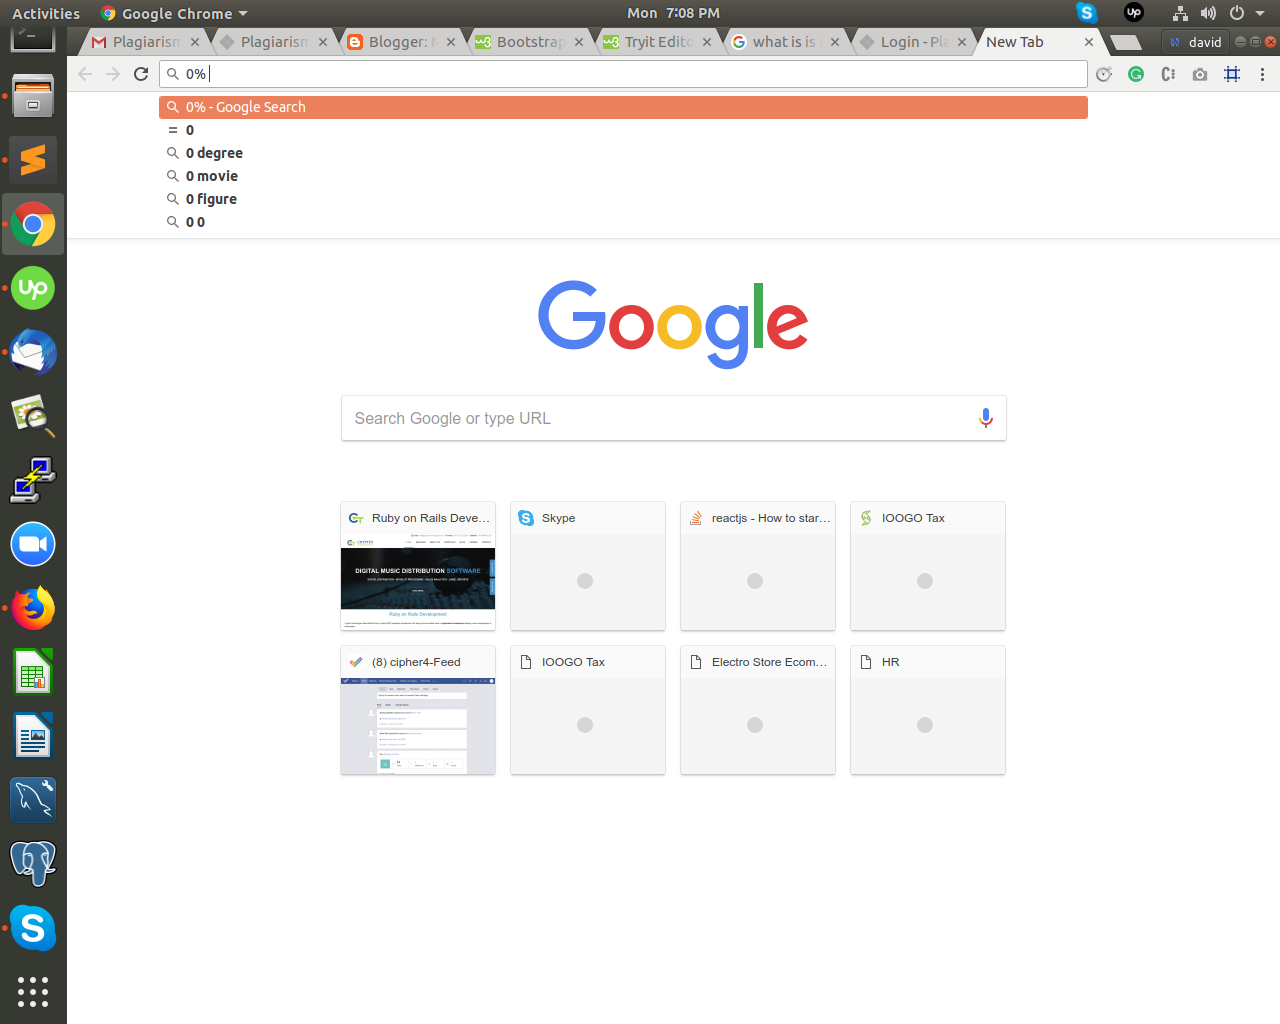 Activities Google Chrome Mon 7:08 PM up
Plagiarism Plagiarism Blogger: Bootstrap Tryit Edito what is is Login - Pla New Tab david
0%
0% - Google Search
= 0
0 degree
0 movie
0 figure
0 0
Google
Search Google or type URL
Ruby on Rails Deve... Skype reactjs - How to star... IOOGO Tax
DIGITAL MUSIC DISTRIBUTION SOFTWARE
Ruby on Rails Development
(8) cipher4-Feed IOOGO Tax Electro Store Ecom... HR